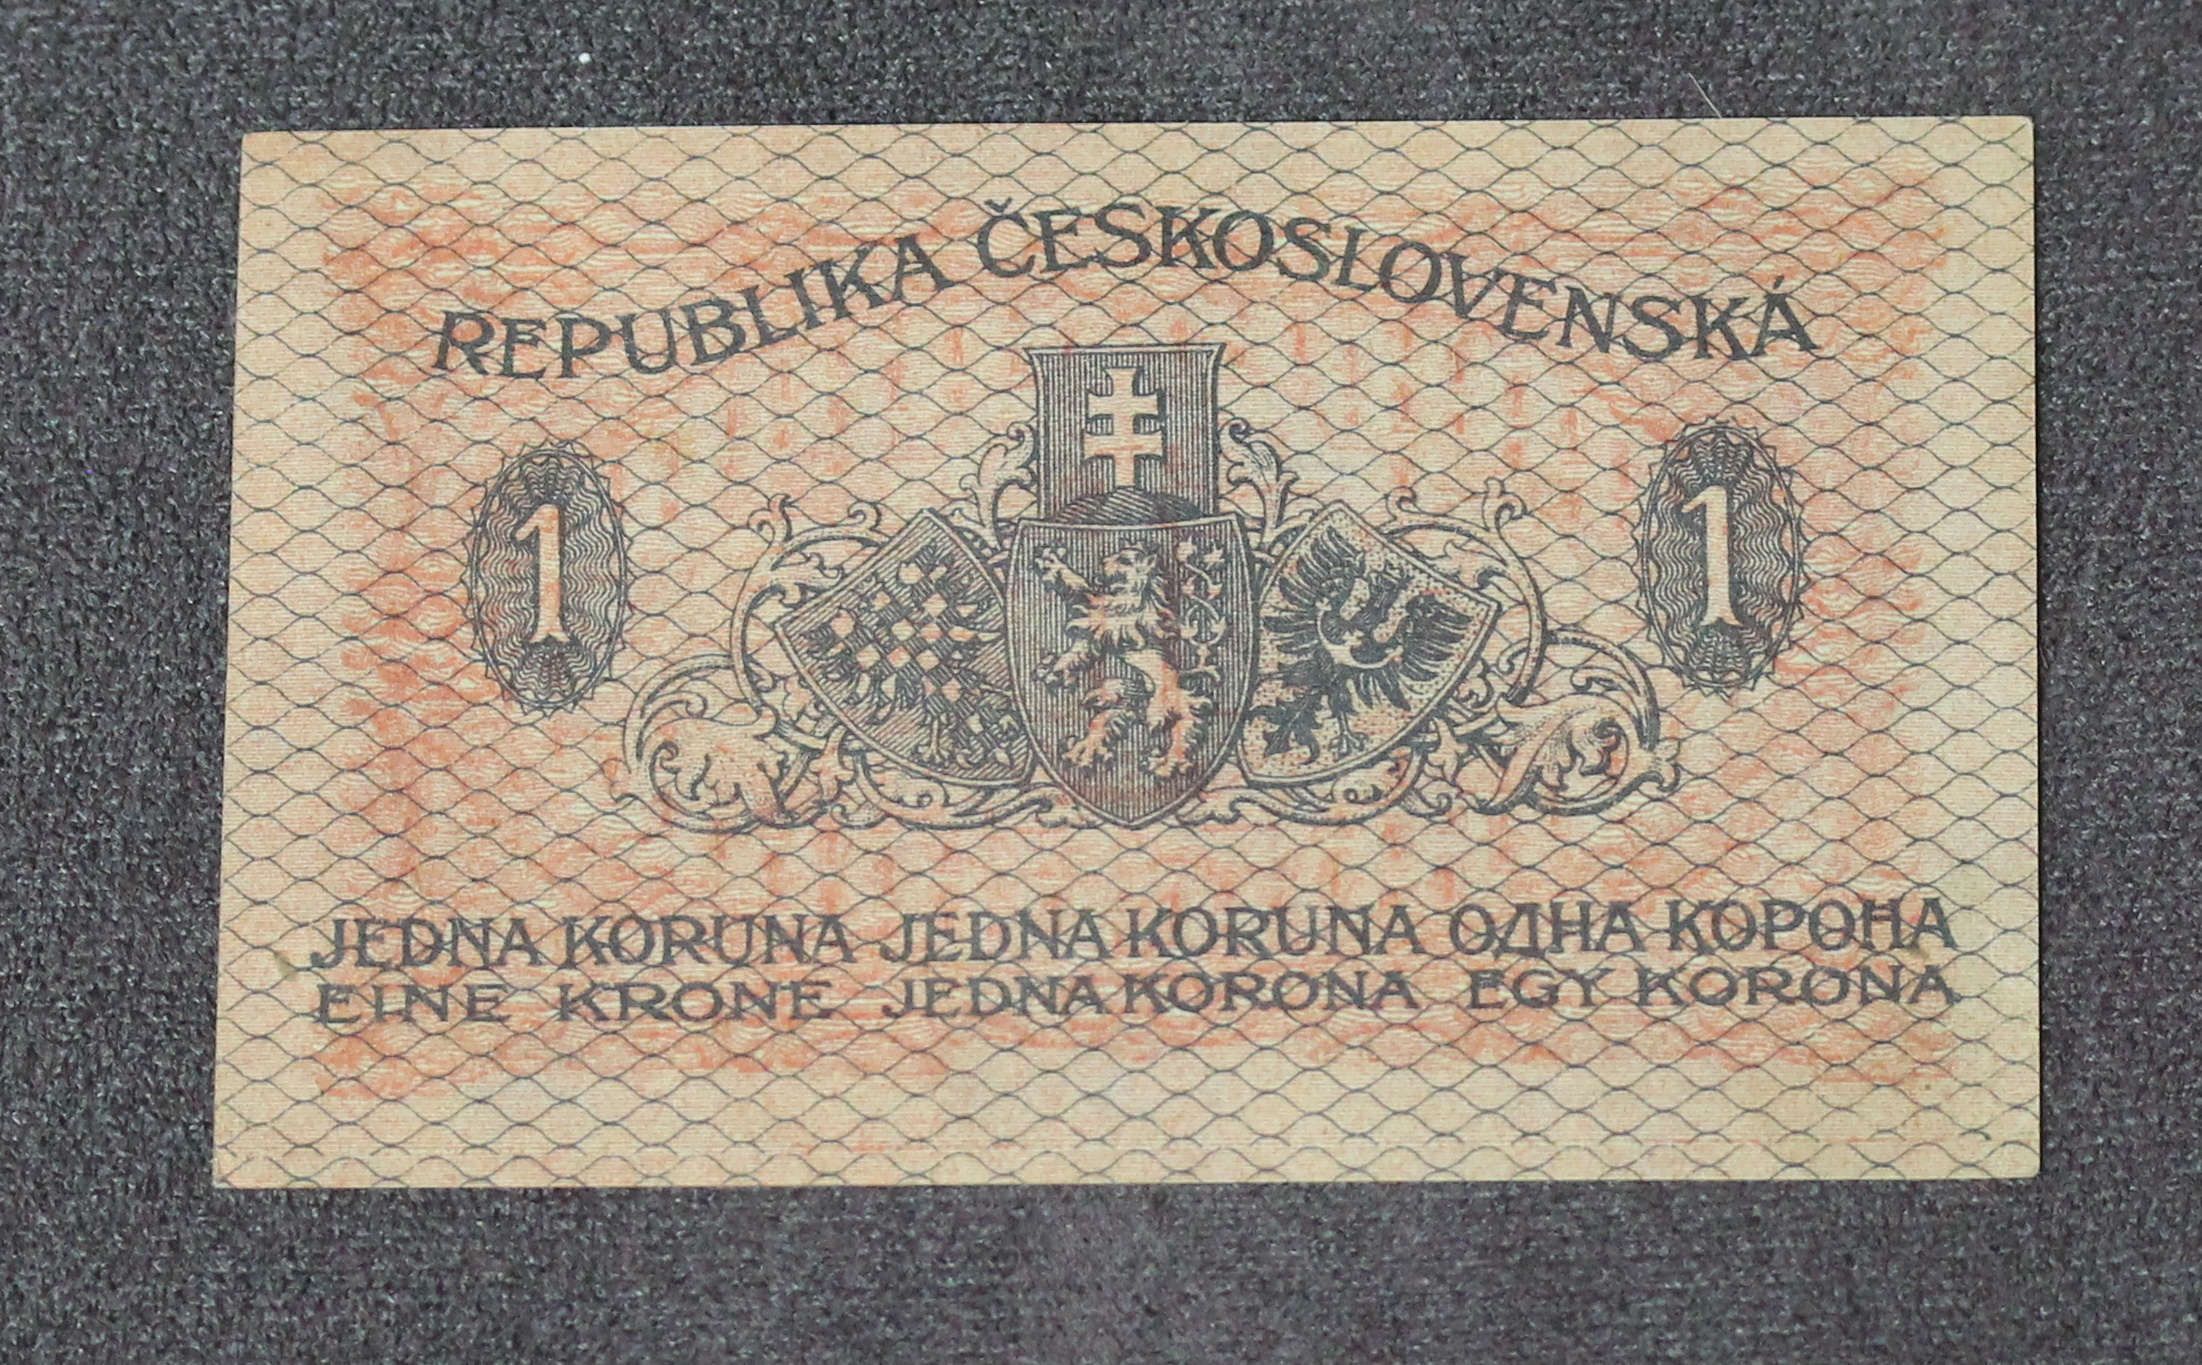 REPUBLIKA ČESKOSLOVENSKÁ
1 1
JEDNA KORUNA JEDNA KORUNA ОДНА КОРОНА
EINE KRONE JEDNA KORONA EGY KORONA